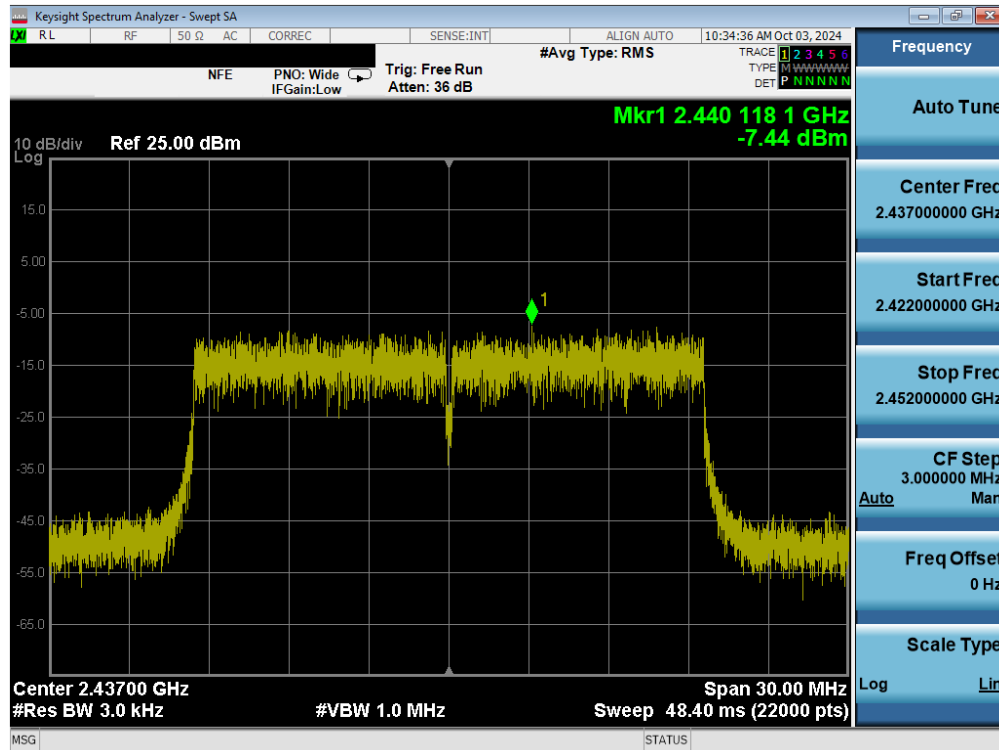 Keysight Spectrum Analyzer - Swept SA
LXI RL RF 50 Ω AC CORREC SENSE:INT ALIGN AUTO 10:34:36 AM Oct 03, 2024
NFE PNO: Wide IFGain:Low Trig: Free Run Atten: 36 dB #Avg Type: RMS
TRACE 1 2 3 4 5 6
TYPE M W W W W W
DET P N N N N N
Mkr1 2.440 118 1 GHz
-7.44 dBm
10 dB/div Ref 25.00 dBm
Log
15.0
5.00
-5.00
-15.0
-25.0
-35.0
-45.0
-55.0
-65.0
1
Center 2.43700 GHz Span 30.00 MHz
#Res BW 3.0 kHz #VBW 1.0 MHz Sweep 48.40 ms (22000 pts)
MSG STATUS
Frequency
Auto Tune
Center Freq
2.437000000 GHz
Start Freq
2.422000000 GHz
Stop Freq
2.452000000 GHz
CF Step
3.000000 MHz
Auto Man
Freq Offset
0 Hz
Scale Type
Log Lin